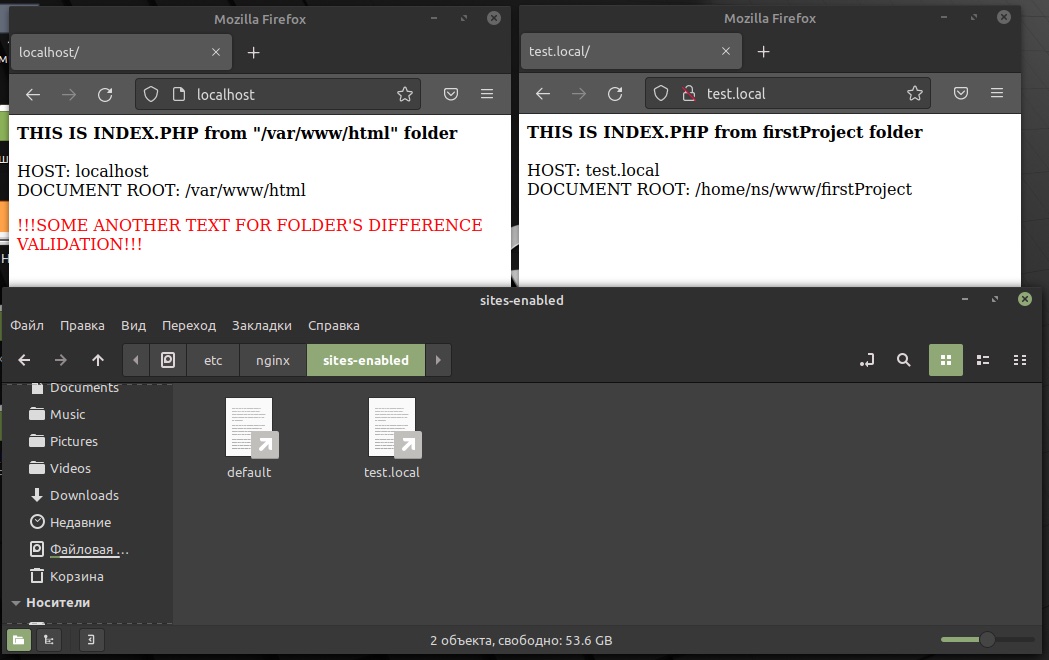 Mozilla Firefox
localhost/
localhost
THIS IS INDEX.PHP from "/var/www/html" folder
HOST: localhost
DOCUMENT ROOT: /var/www/html
!!!SOME ANOTHER TEXT FOR FOLDER'S DIFFERENCE
VALIDATION!!!
Mozilla Firefox
test.local/
test.local
THIS IS INDEX.PHP from firstProject folder
HOST: test.local
DOCUMENT ROOT: /home/ns/www/firstProject
sites-enabled
Файл Правка Вид Переход Закладки Справка
etc nginx sites-enabled
Documents
Music
Pictures
Videos
Downloads
Недавние
Файловая ...
Корзина
Носители
default test.local
2 объекта, свободно: 53.6 GB